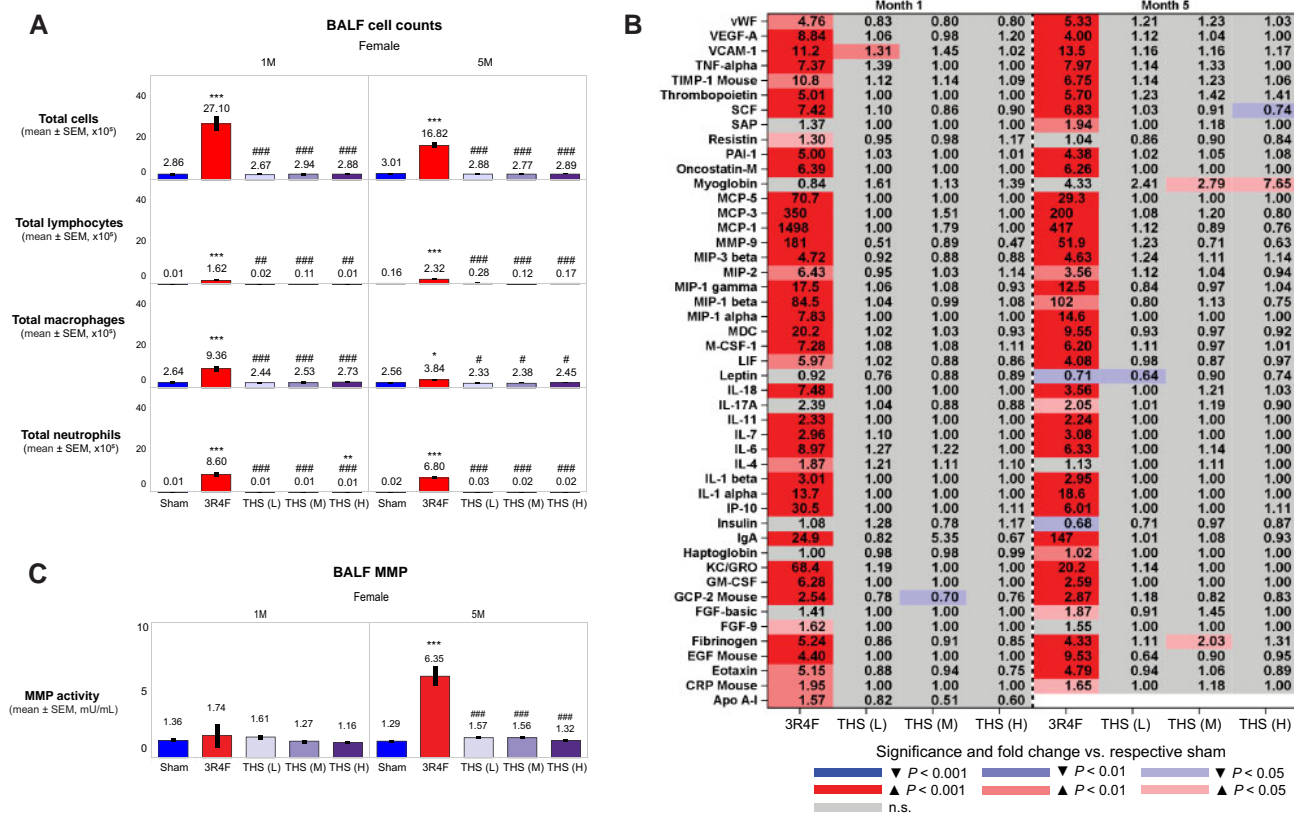 A
BALF cell counts
Female
1M 5M
Total cells
(mean ± SEM, x10⁵)
40
20
0
2.86 *** 27.10 ### 2.67 ### 2.94 ### 2.88 3.01 *** 16.82 ### 2.88 ### 2.77 ### 2.89
Total lymphocytes
(mean ± SEM, x10⁵)
40
20
0
0.01 *** 1.62 ## 0.02 ### 0.11 ## 0.01 0.16 *** 2.32 ### 0.28 ### 0.12 ### 0.17
Total macrophages
(mean ± SEM, x10⁵)
40
20
0
2.64 *** 9.36 ### 2.44 ### 2.53 ### 2.73 2.56 * 3.84 # 2.33 # 2.38 # 2.45
Total neutrophils
(mean ± SEM, x10⁵)
40
20
0
0.01 *** 8.60 ### 0.01 ### 0.01 ** ### 0.01 0.02 *** 6.80 ### 0.03 ### 0.02 ### 0.02
Sham 3R4F THS (L) THS (M) THS (H) Sham 3R4F THS (L) THS (M) THS (H)
C
BALF MMP
Female
1M 5M
MMP activity
(mean ± SEM, mU/mL)
10
5
0
1.36 1.74 1.61 1.27 1.16 1.29 *** 6.35 ### 1.57 ### 1.56 ### 1.32
Sham 3R4F THS (L) THS (M) THS (H) Sham 3R4F THS (L) THS (M) THS (H)
B
Month 1 Month 5
vWF 4.76 0.83 0.80 0.80 5.33 1.21 1.23 1.03
VEGF-A 8.84 1.06 0.98 1.20 4.00 1.12 1.04 1.00
VCAM-1 11.2 1.31 1.45 1.02 13.5 1.16 1.16 1.17
TNF-alpha 7.37 1.39 1.00 1.00 7.97 1.14 1.33 1.00
TIMP-1 Mouse 10.8 1.12 1.14 1.09 6.75 1.14 1.23 1.06
Thrombopoietin 5.01 1.00 1.00 1.00 5.70 1.23 1.42 1.41
SCF 7.42 1.10 0.86 0.90 6.83 1.03 0.91 0.74
SAP 1.37 1.00 1.00 1.00 1.94 1.00 1.18 1.00
Resistin 1.30 0.95 0.98 1.17 1.04 0.86 0.90 0.84
PAI-1 5.00 1.03 1.00 1.01 4.38 1.02 1.05 1.08
Oncostatin-M 6.39 1.00 1.00 1.00 6.26 1.00 1.00 1.00
Myoglobin 0.84 1.61 1.13 1.39 4.33 2.41 2.79 7.65
MCP-5 70.7 1.00 1.00 1.00 29.3 1.00 1.00 1.00
MCP-3 350 1.00 1.51 1.00 200 1.08 1.20 0.80
MCP-1 1498 1.00 1.79 1.00 417 1.12 0.89 0.76
MMP-9 181 0.51 0.89 0.47 51.9 1.23 0.71 0.63
MIP-3 beta 4.72 0.92 0.88 0.88 4.63 1.24 1.11 1.14
MIP-2 6.43 0.95 1.03 1.14 3.56 1.12 1.04 0.94
MIP-1 gamma 17.5 1.06 1.08 0.93 12.5 0.84 0.97 1.04
MIP-1 beta 84.5 1.04 0.99 1.08 102 0.80 1.13 0.75
MIP-1 alpha 7.83 1.00 1.00 1.00 14.6 1.00 1.00 1.00
MDC 20.2 1.02 1.03 0.93 9.55 0.93 0.97 0.92
M-CSF-1 7.28 1.08 1.08 1.11 6.20 1.11 0.97 1.01
LIF 5.97 1.02 0.88 0.86 4.08 0.98 0.87 0.97
Leptin 0.92 0.76 0.88 0.89 0.71 0.64 0.90 0.74
IL-18 7.48 1.00 1.00 1.00 3.56 1.00 1.21 1.03
IL-17A 2.39 1.04 0.88 0.88 2.05 1.01 1.19 0.90
IL-11 2.33 1.00 1.00 1.00 2.24 1.00 1.00 1.00
IL-7 2.96 1.10 1.00 1.00 3.08 1.00 1.00 1.00
IL-6 8.97 1.27 1.22 1.00 6.33 1.00 1.14 1.00
IL-4 1.87 1.21 1.11 1.10 1.13 1.00 1.11 1.00
IL-1 beta 3.01 1.00 1.00 1.00 2.95 1.00 1.00 1.00
IL-1 alpha 13.7 1.00 1.00 1.00 18.6 1.00 1.00 1.00
IP-10 30.5 1.00 1.00 1.11 6.01 1.00 1.00 1.11
Insulin 1.08 1.28 0.78 1.17 0.68 0.71 0.97 0.87
IgA 24.9 0.82 5.35 0.67 147 1.01 1.08 0.93
Haptoglobin 1.00 0.98 0.98 0.99 1.02 1.00 1.00 1.00
KC/GRO 68.4 1.19 1.00 1.00 20.2 1.14 1.00 1.00
GM-CSF 6.28 1.00 1.00 1.00 2.59 1.00 1.00 1.00
GCP-2 Mouse 2.54 0.78 0.70 0.76 2.87 1.18 0.82 0.83
FGF-basic 1.41 1.00 1.00 1.00 1.87 0.91 1.45 1.00
FGF-9 1.62 1.00 1.00 1.00 1.55 1.00 1.00 1.00
Fibrinogen 5.24 0.86 0.91 0.85 4.33 1.11 2.03 1.31
EGF Mouse 4.40 1.00 1.00 1.00 9.53 0.64 0.90 0.95
Eotaxin 5.15 0.88 0.94 0.75 4.79 0.94 1.06 0.89
CRP Mouse 1.95 1.00 1.00 1.00 1.65 1.00 1.18 1.00
Apo A-I 1.57 0.82 0.51 0.60
3R4F THS (L) THS (M) THS (H) 3R4F THS (L) THS (M) THS (H)
Significance and fold change vs. respective sham
▼ P < 0.001 ▼ P < 0.01 ▼ P < 0.05
▲ P < 0.001 ▲ P < 0.01 ▲ P < 0.05
n.s.